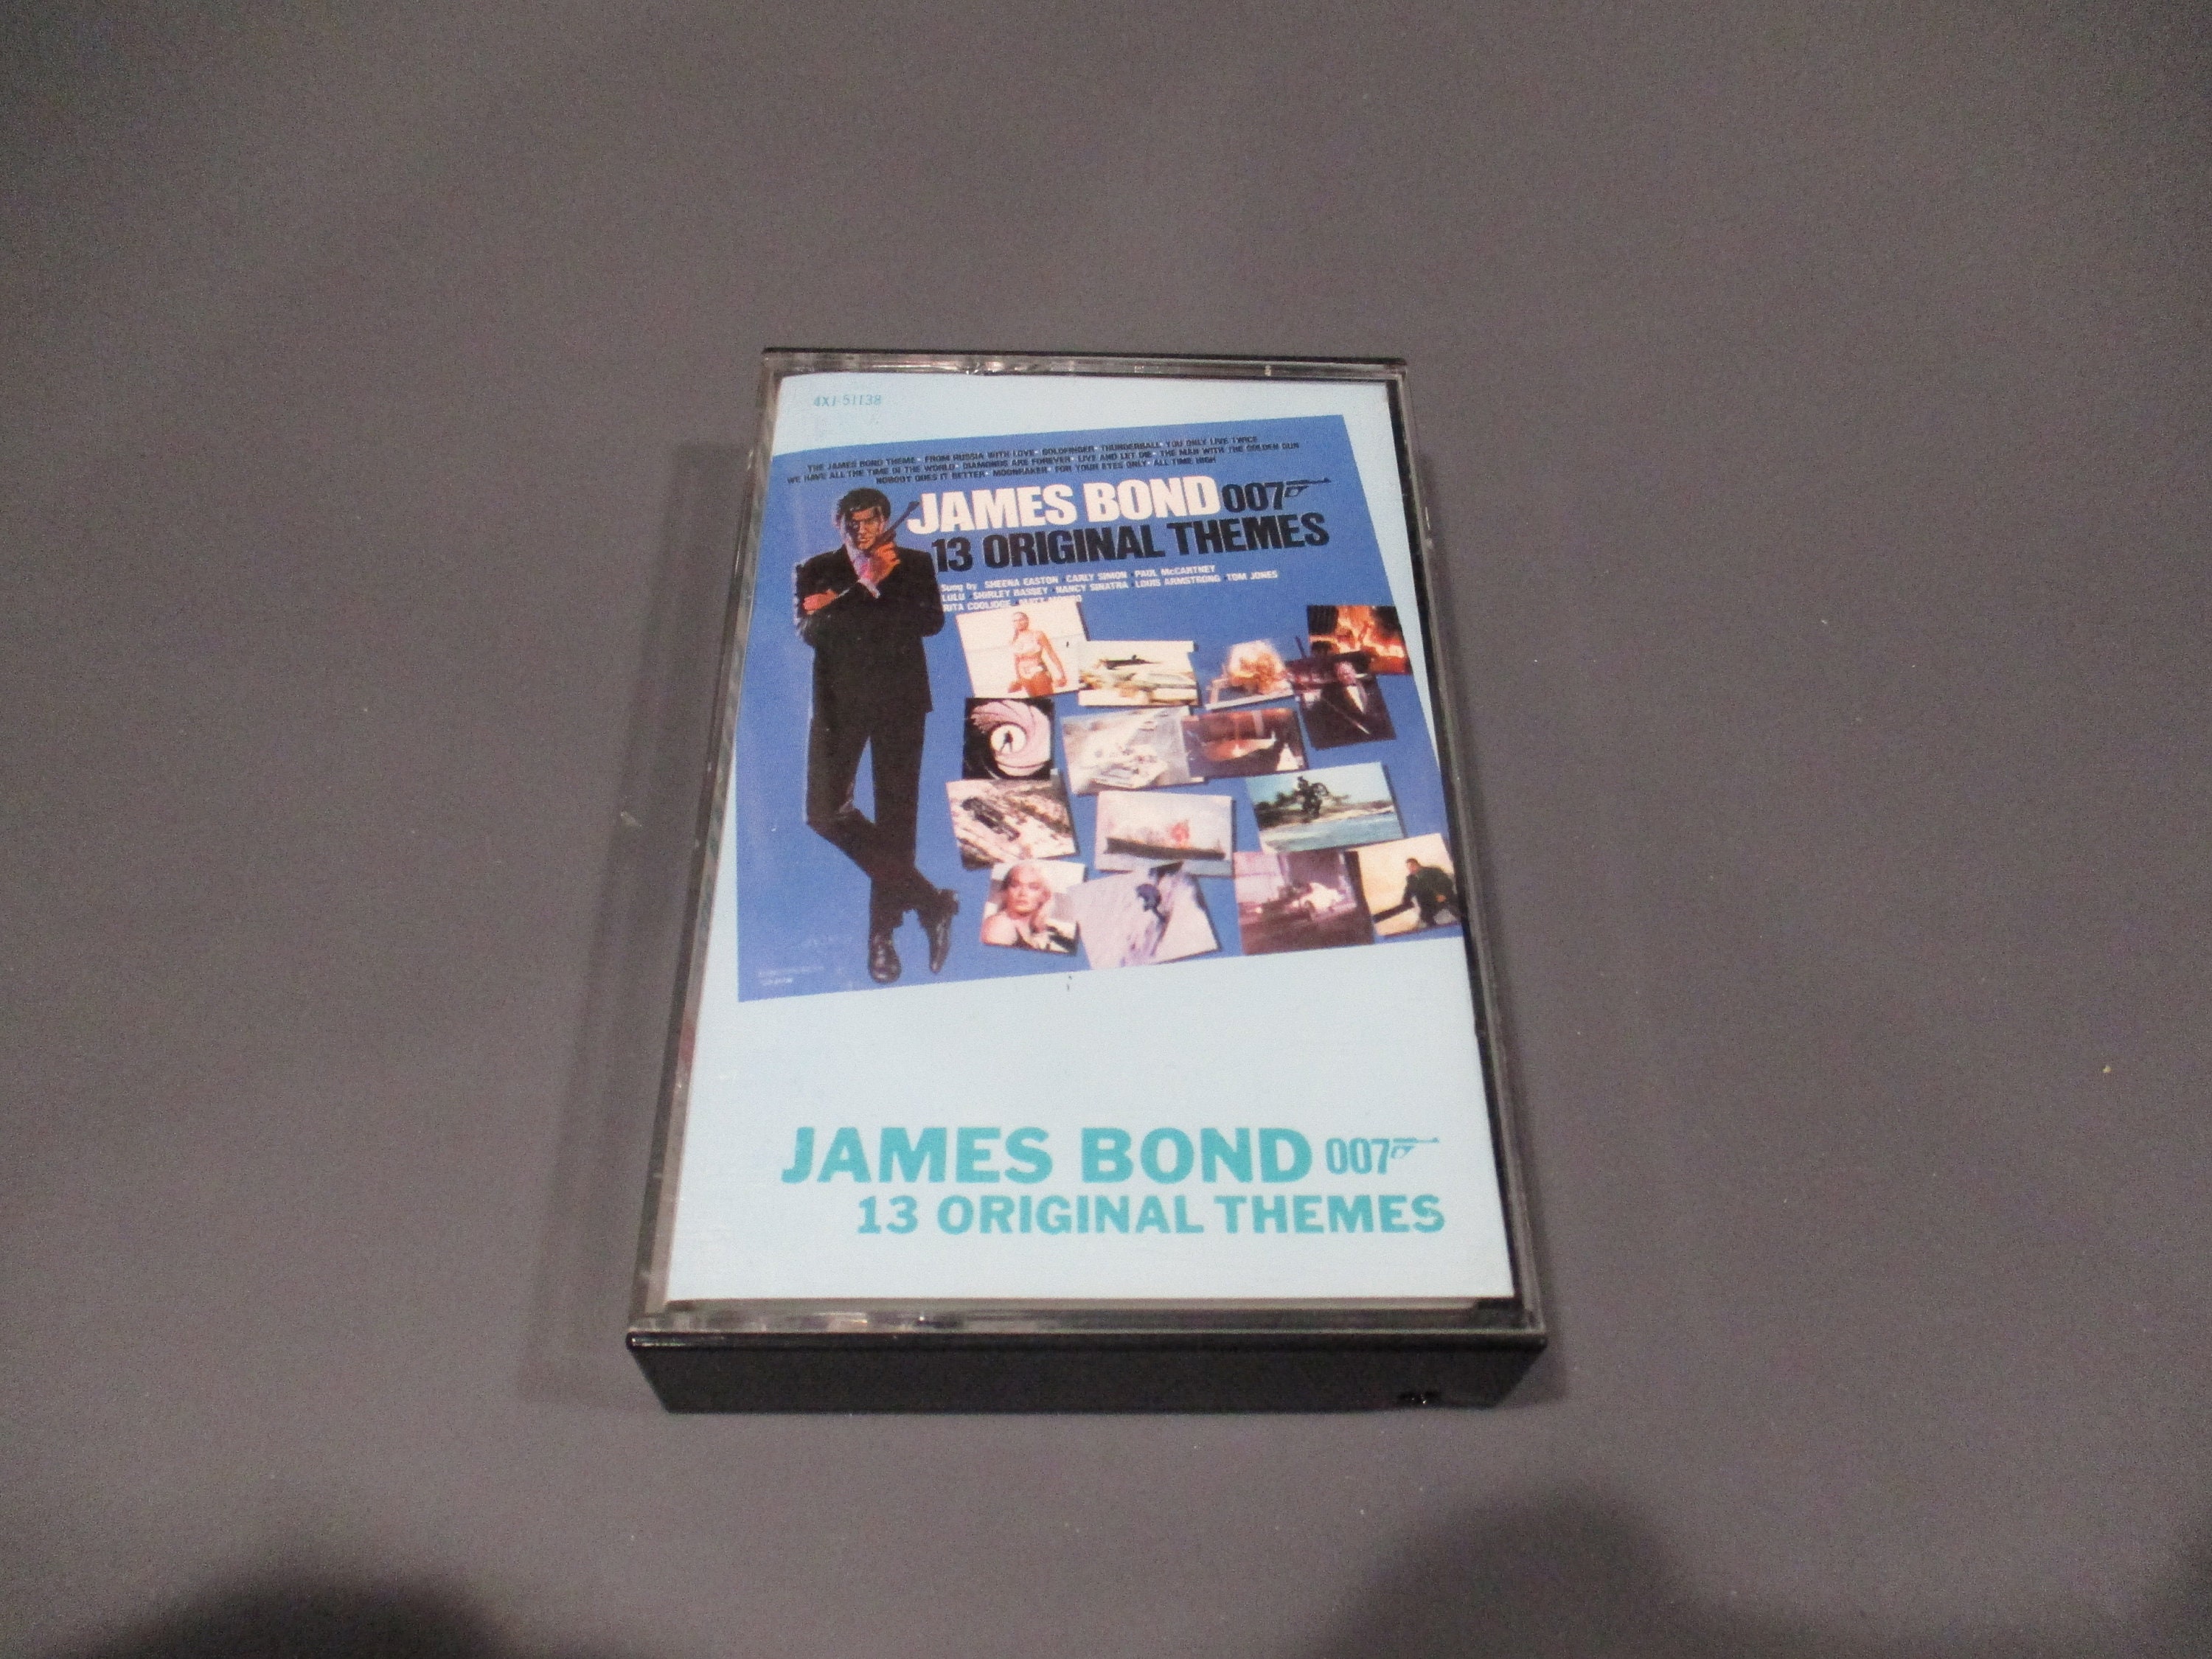 4XJ-51138
THE JAMES BOND THEME • FROM RUSSIA WITH LOVE • GOLDFINGER • THUNDERBALL • YOU ONLY LIVE TWICE
WE HAVE ALL THE TIME IN THE WORLD • DIAMONDS ARE FOREVER • LIVE AND LET DIE • THE MAN WITH THE GOLDEN GUN
NOBODY DOES IT BETTER • MOONRAKER • FOR YOUR EYES ONLY • ALL TIME HIGH
JAMES BOND 007
13 ORIGINAL THEMES
Sung by SHEENA EASTON • CARLY SIMON • PAUL McCARTNEY
LULU • SHIRLEY BASSEY • NANCY SINATRA • LOUIS ARMSTRONG • TOM JONES
RITA COOLIDGE • MATT MONRO
JAMES BOND 007
13 ORIGINAL THEMES